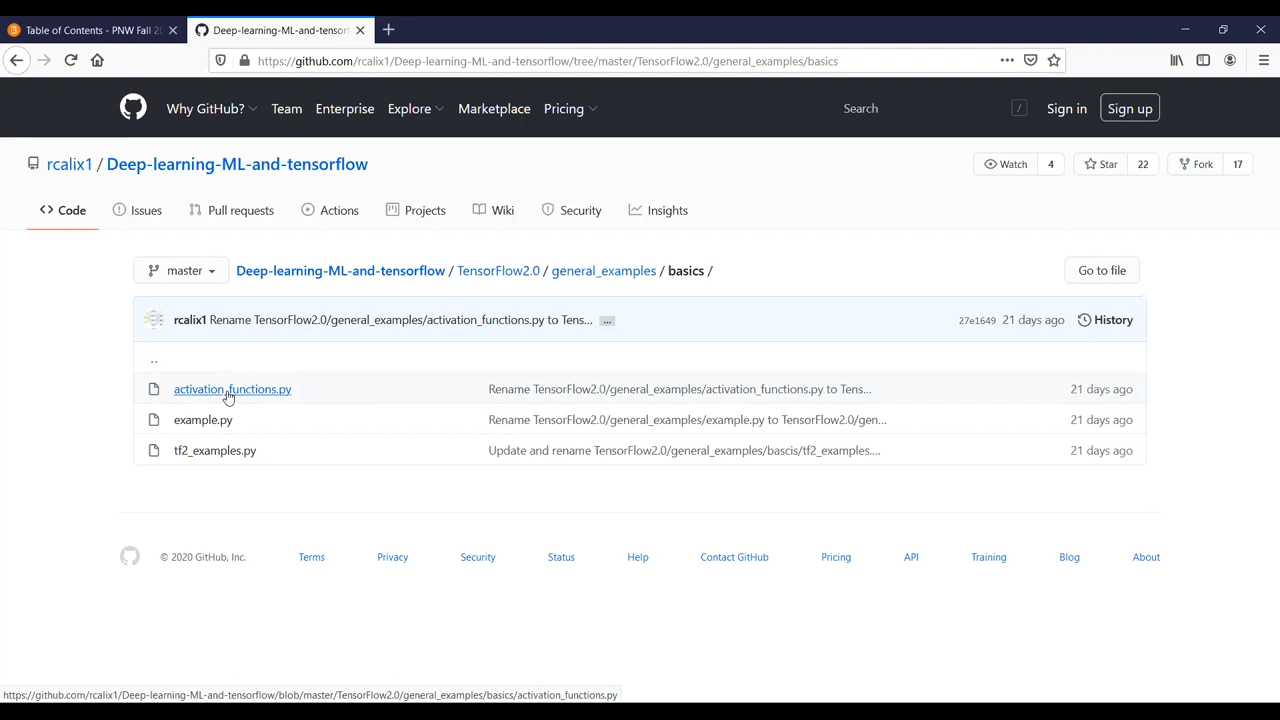 Table of Contents - PNW Fall 20
Deep-learning-ML-and-tensorf
https://github.com/rcalix1/Deep-learning-ML-and-tensorflow/tree/master/TensorFlow2.0/general_examples/basics
Why GitHub? Team Enterprise Explore Marketplace Pricing Search / Sign in Sign up
rcalix1 / Deep-learning-ML-and-tensorflow Watch 4 Star 22 Fork 17
Code Issues Pull requests Actions Projects Wiki Security Insights
master Deep-learning-ML-and-tensorflow / TensorFlow2.0 / general_examples / basics / Go to file
rcalix1 Rename TensorFlow2.0/general_examples/activation_functions.py to Tens... ... 27e1649 21 days ago History
..
activation_functions.py Rename TensorFlow2.0/general_examples/activation_functions.py to Tens... 21 days ago
example.py Rename TensorFlow2.0/general_examples/example.py to TensorFlow2.0/gen... 21 days ago
tf2_examples.py Update and rename TensorFlow2.0/general_examples/bascis/tf2_examples.... 21 days ago
© 2020 GitHub, Inc. Terms Privacy Security Status Help Contact GitHub Pricing API Training Blog About
https://github.com/rcalix1/Deep-learning-ML-and-tensorflow/blob/master/TensorFlow2.0/general_examples/basics/activation_functions.py